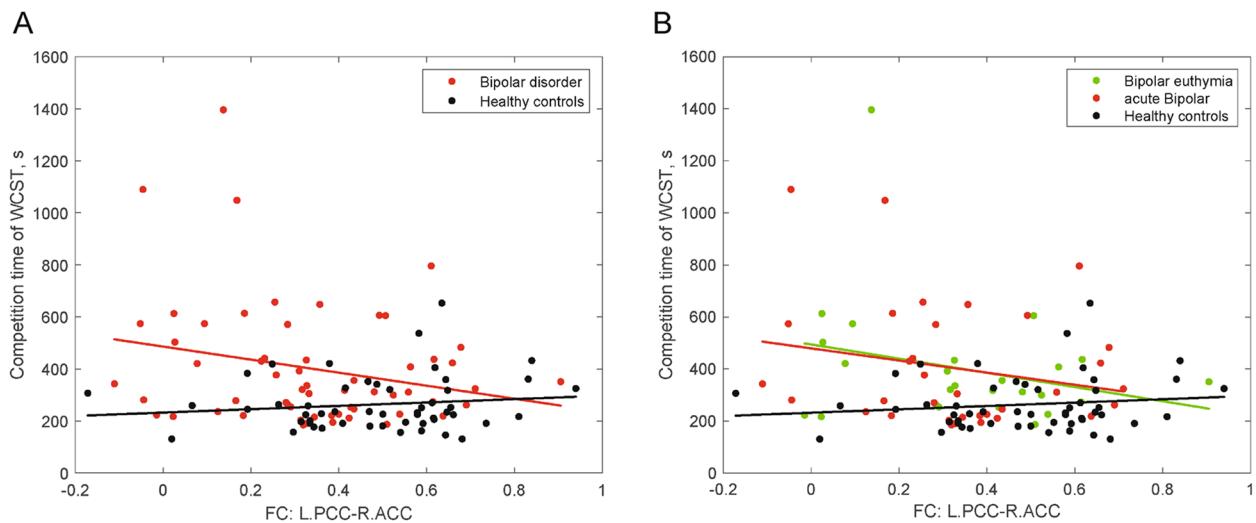 A
1600
1400
1200
1000
800
600
400
200
0
-0.2
0
0.2
0.4
0.6
0.8
1
Competition time of WCST, s
FC: L.PCC-R.ACC
Bipolar disorder
Healthy controls
B
1600
1400
1200
1000
800
600
400
200
0
-0.2
0
0.2
0.4
0.6
0.8
1
Competition time of WCST, s
FC: L.PCC-R.ACC
Bipolar euthymia
acute Bipolar
Healthy controls